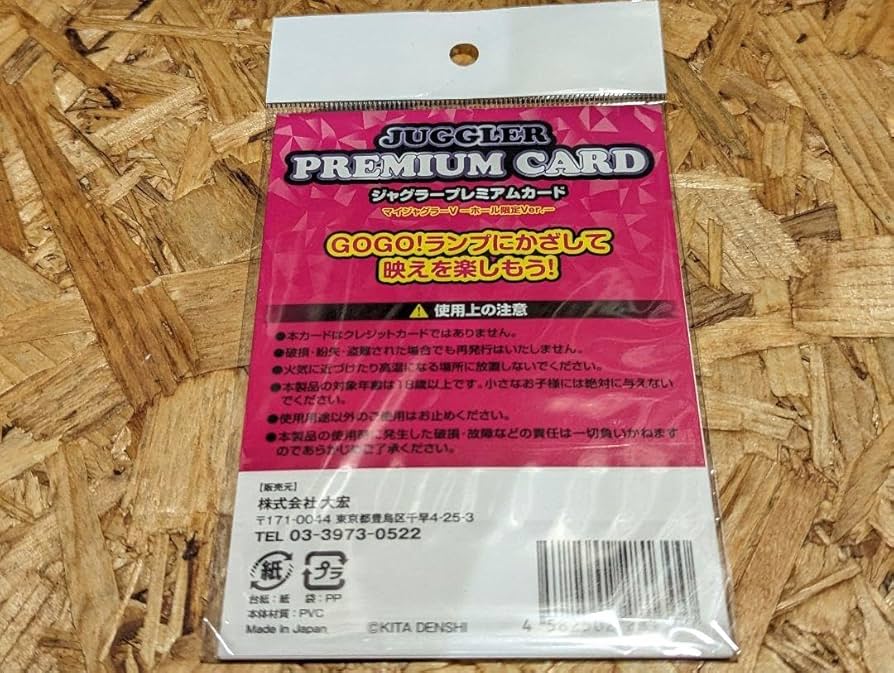 JUGGLER
PREMIUM CARD
ジャグラープレミアムカード
マイジャグラーV ーホール限定Ver.ー
GOGO!ランプにかざして
映えを楽しもう!
使用上の注意
●本カードはクレジットカードではありません。
●破損・紛失・盗難された場合でも再発行はいたしません。
●火気に近づけたり高温になる場所に放置しないでください。
●本製品の対象年齢は18歳以上です。小さなお子様には絶対に与えない
でください。
●使用用途以外のご使用はお止めください。
●本製品の使用時に発生した破損・故障などの責任は一切負いかねます
のであらかじめご了承ください。
【販売元】
株式会社 大宏
〒171-0044 東京都豊島区千早4-25-3
TEL 03-3973-0522
紙 プラ
台紙:紙 袋:PP
本体材質:PVC
Made in Japan
©KITA DENSHI
4 582502